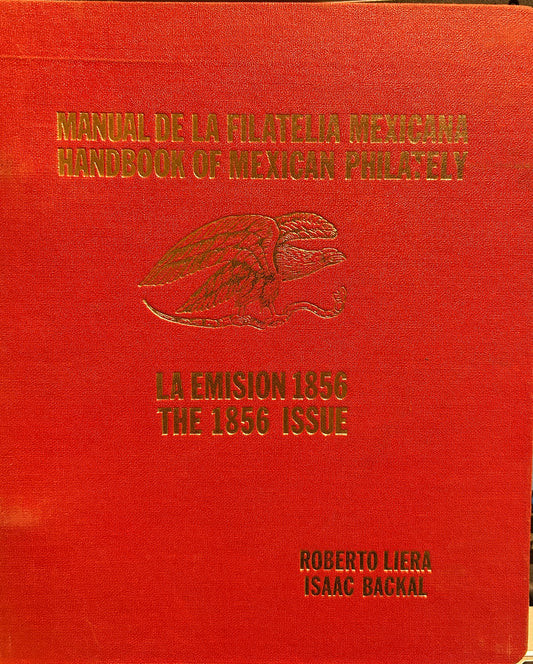 MANUAL DE LA FILATELIA MEXICANA
HANDBOOK OF MEXICAN PHILATELY
LA EMISION 1856
THE 1856 ISSUE
ROBERTO LIERA
ISAAC BACKAL